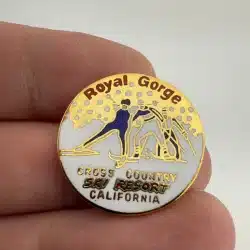 Royal Gorge
CROSS COUNTRY
SKI RESORT
CALIFORNIA